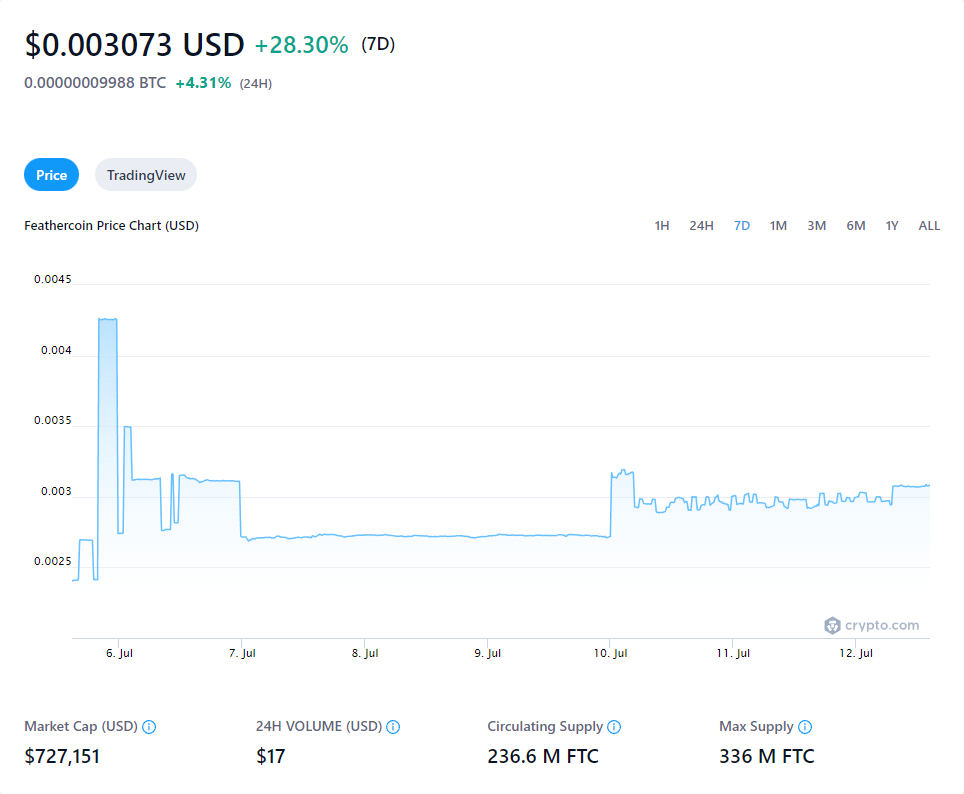 $0.003073 USD +28.30% (7D)
0.00000009988 BTC +4.31% (24H)
Price TradingView
Feathercoin Price Chart (USD) 1H 24H 7D 1M 3M 6M 1Y ALL
0.0045
0.004
0.0035
0.003
0.0025
crypto.com
6. Jul 7. Jul 8. Jul 9. Jul 10. Jul 11. Jul 12. Jul
Market Cap (USD) 24H VOLUME (USD) Circulating Supply Max Supply
$727,151 $17 236.6 M FTC 336 M FTC